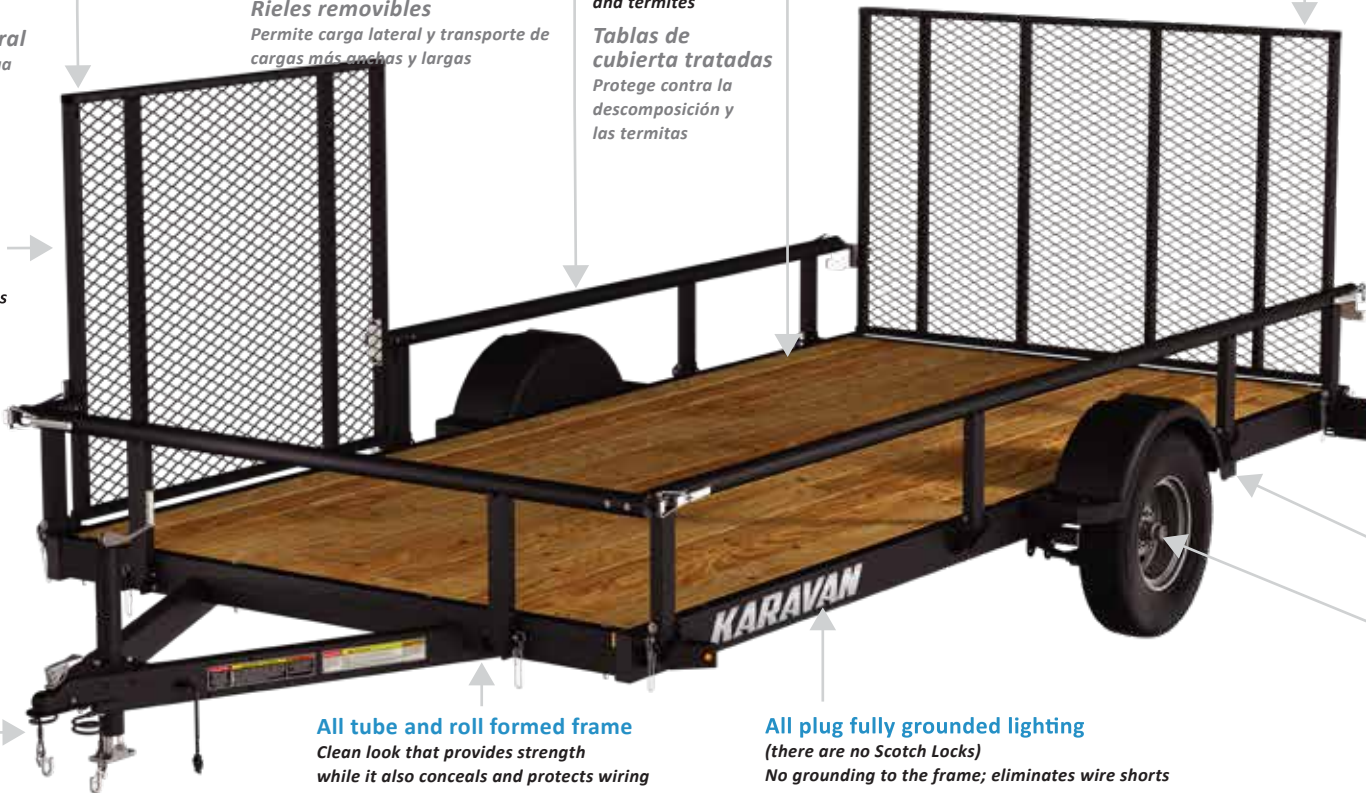 ral
Rieles removibles
Permite carga lateral y transporte de
cargas más anchas y largas
and termites
Tablas de
cubierta tratadas
Protege contra la
descomposición y
las termitas
KARAVAN
All tube and roll formed frame
Clean look that provides strength
while it also conceals and protects wiring
All plug fully grounded lighting
(there are no Scotch Locks)
No grounding to the frame; eliminates wire shorts